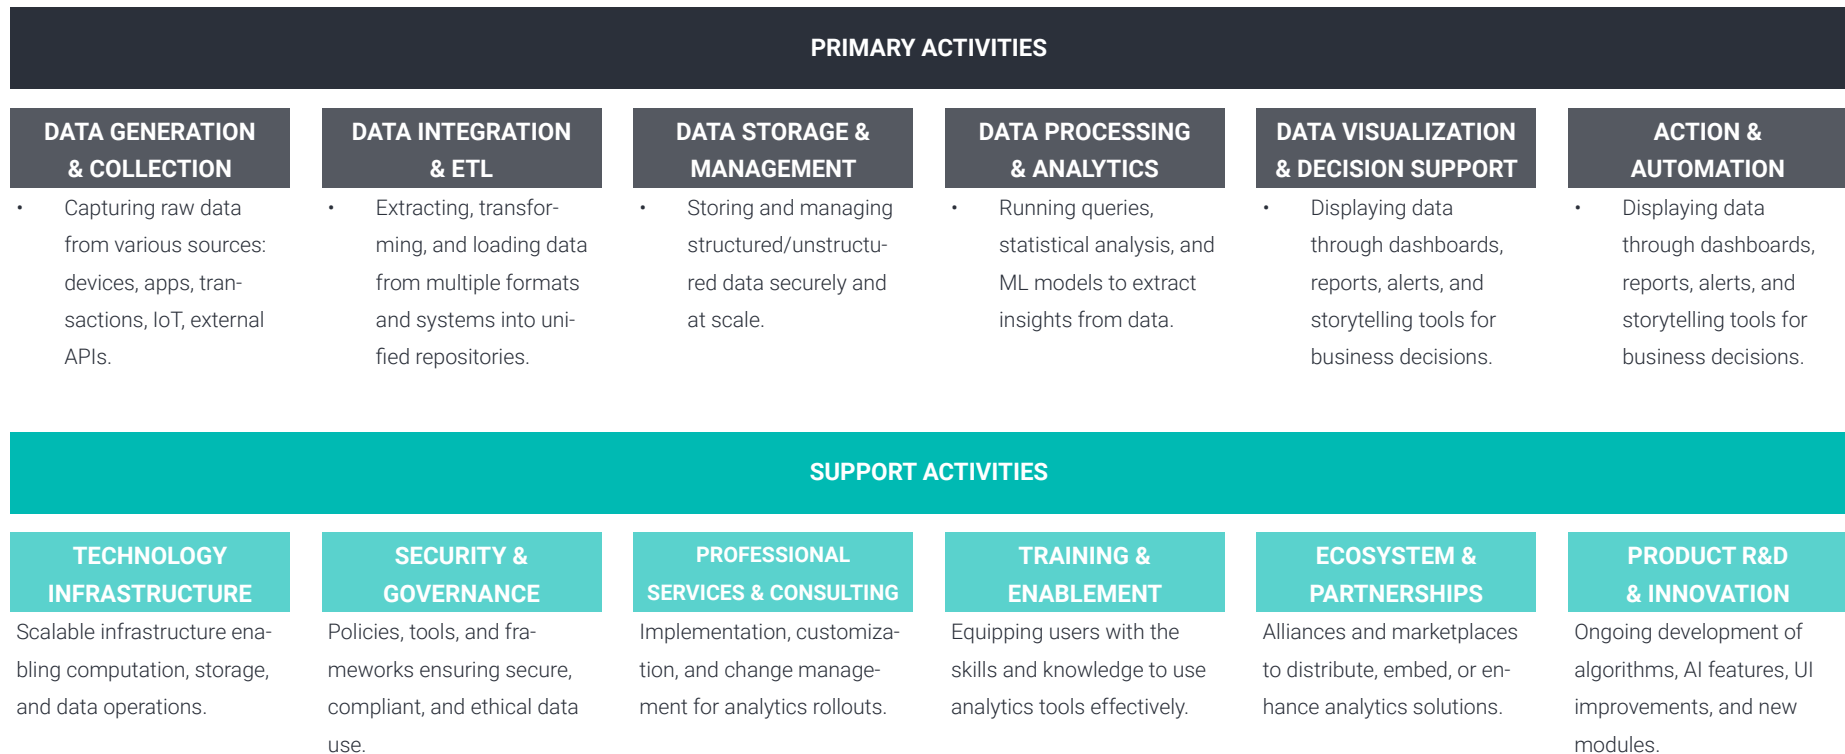 PRIMARY ACTIVITIES
DATA GENERATION
& COLLECTION
• Capturing raw data
from various sources:
devices, apps, tran-
sactions, IoT, external
APIs.
DATA INTEGRATION
& ETL
• Extracting, transfor-
ming, and loading data
from multiple formats
and systems into uni-
fied repositories.
DATA STORAGE &
MANAGEMENT
• Storing and managing
structured/unstructu-
red data securely and
at scale.
DATA PROCESSING
& ANALYTICS
• Running queries,
statistical analysis, and
ML models to extract
insights from data.
DATA VISUALIZATION
& DECISION SUPPORT
• Displaying data
through dashboards,
reports, alerts, and
storytelling tools for
business decisions.
ACTION &
AUTOMATION
• Displaying data
through dashboards,
reports, alerts, and
storytelling tools for
business decisions.
SUPPORT ACTIVITIES
TECHNOLOGY
INFRASTRUCTURE
Scalable infrastructure ena-
bling computation, storage,
and data operations.
SECURITY &
GOVERNANCE
Policies, tools, and fra-
meworks ensuring secure,
compliant, and ethical data
use.
PROFESSIONAL
SERVICES & CONSULTING
Implementation, customiza-
tion, and change manage-
ment for analytics rollouts.
TRAINING &
ENABLEMENT
Equipping users with the
skills and knowledge to use
analytics tools effectively.
ECOSYSTEM &
PARTNERSHIPS
Alliances and marketplaces
to distribute, embed, or en-
hance analytics solutions.
PRODUCT R&D
& INNOVATION
Ongoing development of
algorithms, AI features, UI
improvements, and new
modules.